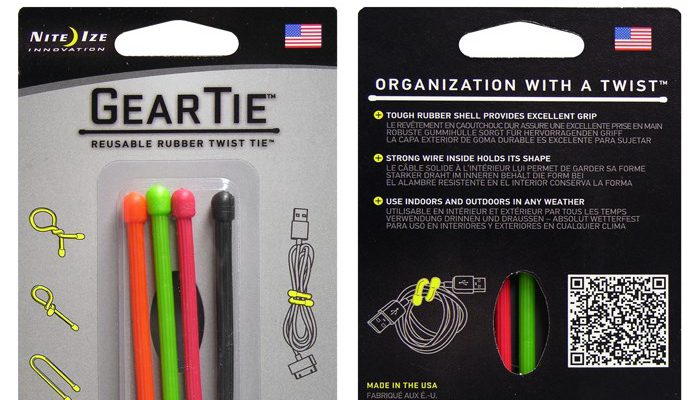 NITE IZE
INNOVATION
GEARTIE™
REUSABLE RUBBER TWIST TIE™
ORGANIZATION WITH A TWIST™
TOUGH RUBBER SHELL PROVIDES EXCELLENT GRIP
LE REVÊTEMENT EN CAOUTCHOUC DUR ASSURE UNE EXCELLENTE PRISE EN MAIN
ROBUSTE GUMMIHÜLLE SORGT FÜR HERVORRAGENDEN GRIFF
LA CAPA EXTERIOR DE GOMA DURABLE ES EXCELENTE PARA SUJETAR
STRONG WIRE INSIDE HOLDS ITS SHAPE
LE CÂBLE SOLIDE À L'INTÉRIEUR LUI PERMET DE GARDER SA FORME
STARKER DRAHT IM INNEREN BEHÄLT DIE FORM BEI
EL ALAMBRE RESISTENTE EN EL INTERIOR CONSERVA LA FORMA
USE INDOORS AND OUTDOORS IN ANY WEATHER
UTILISABLE EN INTÉRIEUR ET EXTÉRIEUR PAR TOUS LES TEMPS
VERWENDUNG DRINNEN UND DRAUSSEN – ABSOLUT WETTERFEST
PARA USO EN INTERIORES Y EXTERIORES EN CUALQUIER CLIMA
MADE IN THE USA
FABRIQUÉ AUX É.-U.